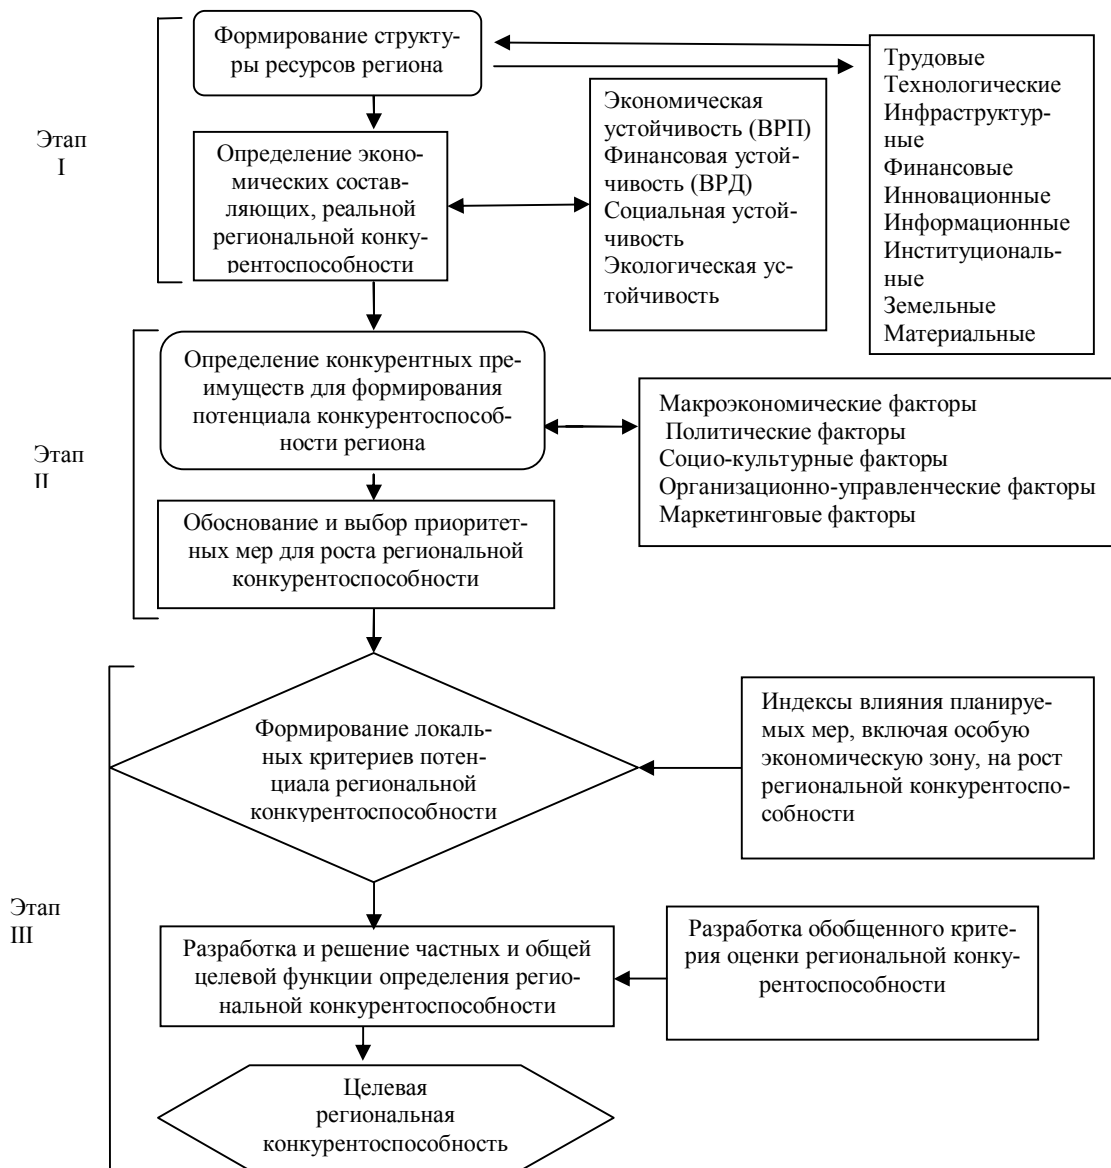 Этап
I
Формирование структу-
ры ресурсов региона
Определение эконо-
мических состав-
ляющих, реальной
региональной конку-
рентоспособности
Экономическая
устойчивость (ВРП)
Финансовая устой-
чивость (ВРД)
Социальная устой-
чивость
Экологическая ус-
тойчивость
Трудовые
Технологические
Инфраструктур-
ные
Финансовые
Инновационные
Информационные
Институциональ-
ные
Земельные
Материальные
Этап
II
Определение конкурентных пре-
имуществ для формирования
потенциала конкурентоспособ-
ности региона
Макроэкономические факторы
Политические факторы
Социо-культурные факторы
Организационно-управленческие факторы
Маркетинговые факторы
Обоснование и выбор приоритет-
ных мер для роста региональной
конкурентоспособности
Этап
III
Формирование локаль-
ных критериев потен-
циала региональной
конкурентоспособности
Индексы влияния планируе-
мых мер, включая особую
экономическую зону, на рост
региональной конкурентоспо-
собности
Разработка и решение частных и общей
целевой функции определения регио-
нальной конкурентоспособности
Разработка обобщенного крите-
рия оценки региональной конку-
рентоспособности
Целевая
региональная
конкурентоспособность